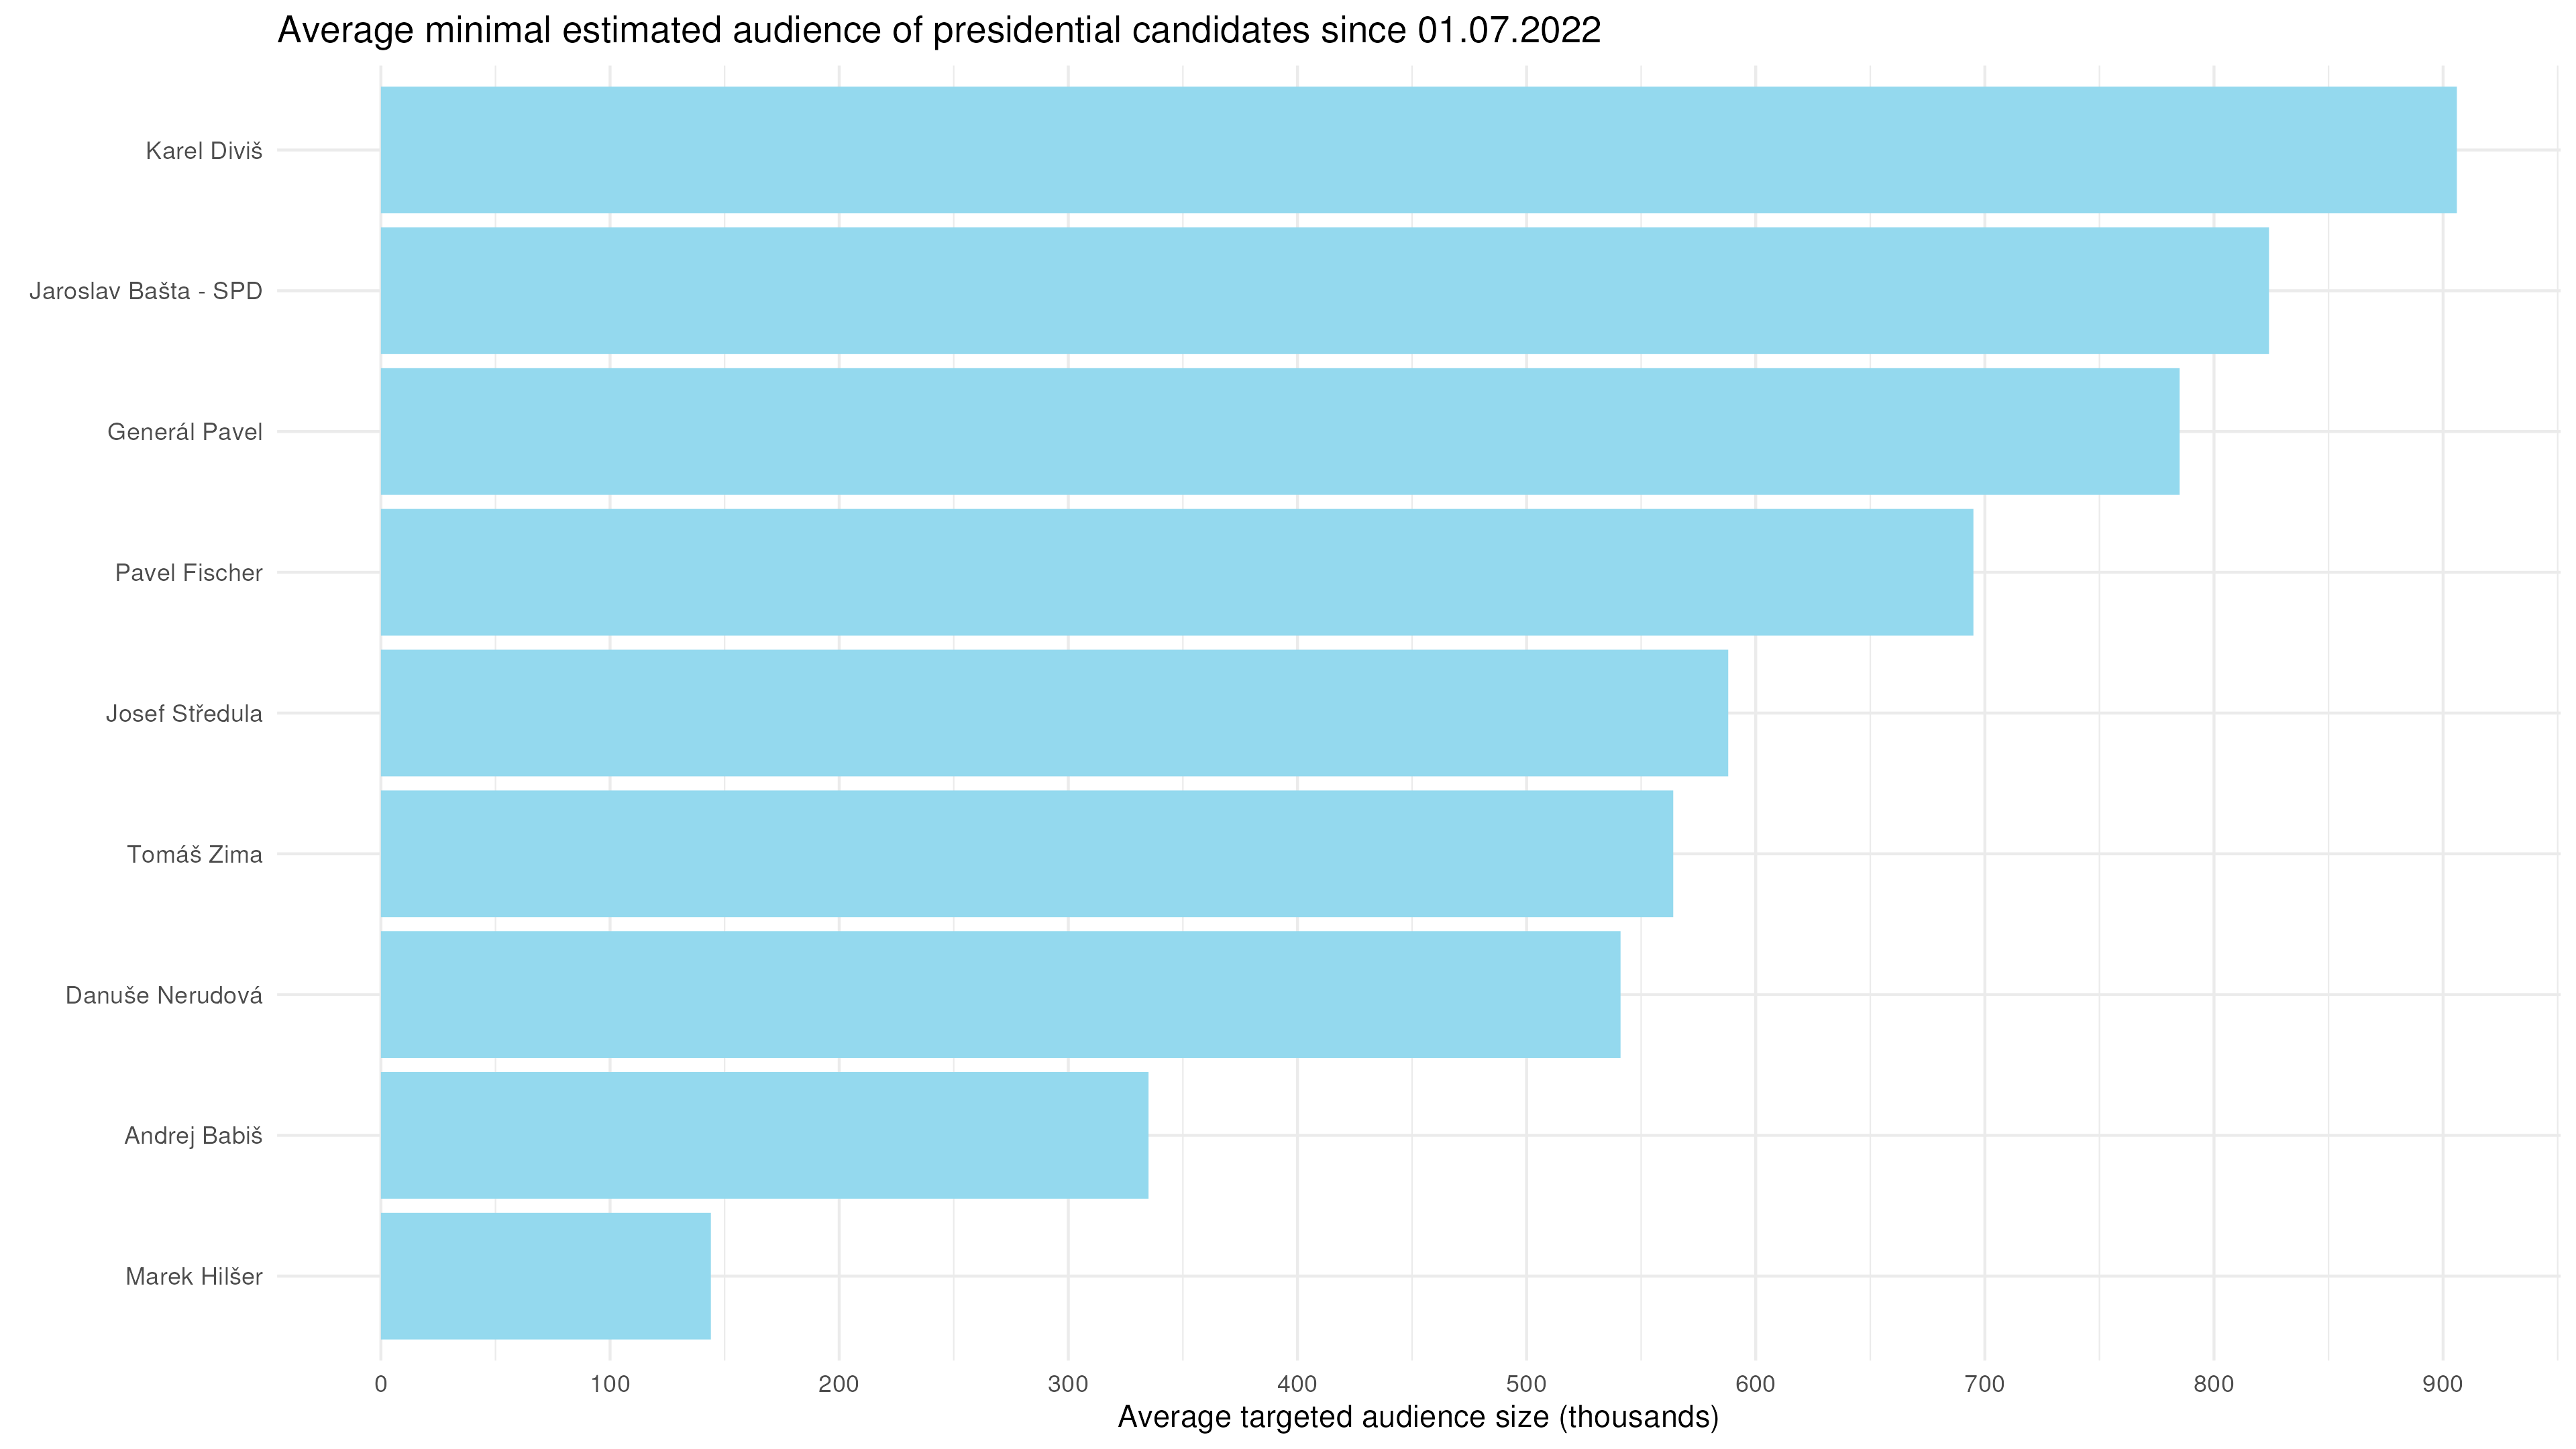 Average minimal estimated audience of presidential candidates since 01.07.2022
Karel Diviš
Jaroslav Bašta - SPD
Generál Pavel
Pavel Fischer
Josef Středula
Tomáš Zima
Danuše Nerudová
Andrej Babiš
Marek Hilšer
0 100 200 300 400 500 600 700 800 900
Average targeted audience size (thousands)